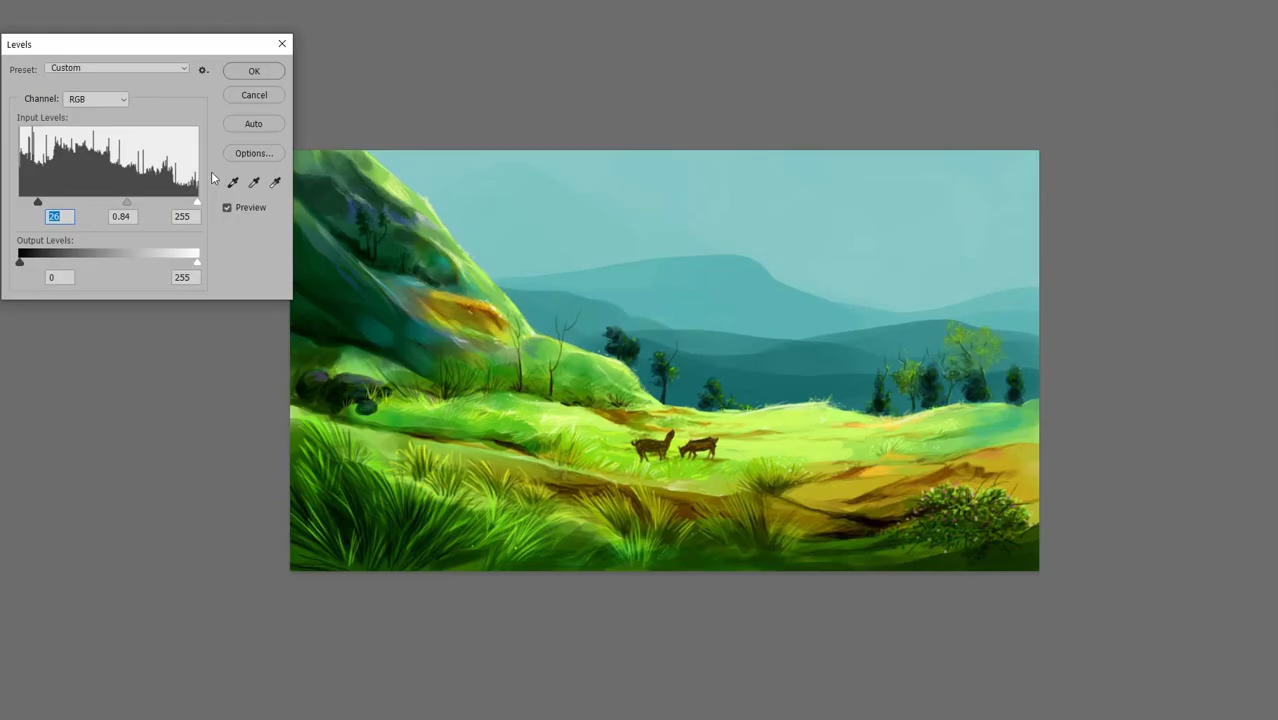 Levels
Preset: Custom
OK
Channel: RGB
Cancel
Input Levels:
Auto
Options...
26 0.84 255
Preview
Output Levels:
0 255